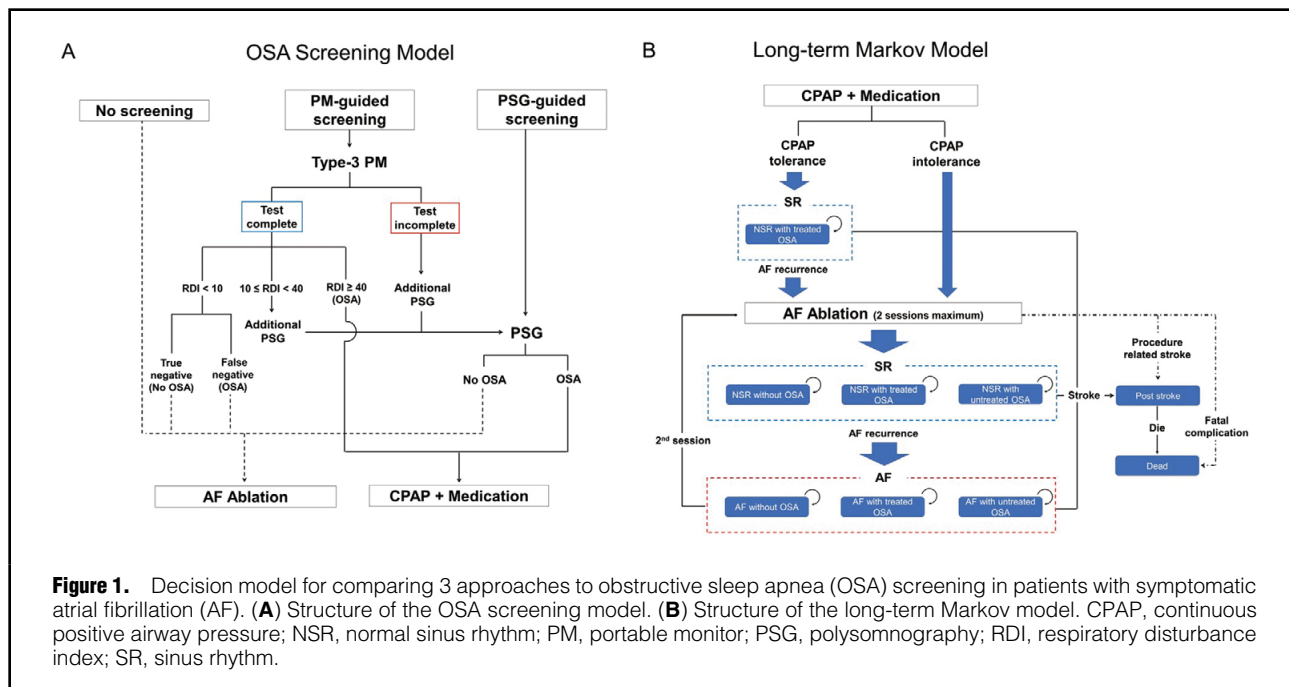 A
OSA Screening Model
No screening
PM-guided
screening
PSG-guided
screening
Type-3 PM
Test
complete
Test
incomplete
RDI < 10
10 ≤ RDI < 40
RDI ≥ 40
(OSA)
Additional
PSG
Additional
PSG
PSG
True
negative
(No OSA)
False
negative
(OSA)
No OSA
OSA
AF Ablation
CPAP + Medication
B
Long-term Markov Model
CPAP + Medication
CPAP
tolerance
CPAP
intolerance
SR
NSR with treated
OSA
AF recurrence
AF Ablation (2 sessions maximum)
SR
NSR without OSA
NSR with treated
OSA
NSR with
untreated OSA
Procedure
related stroke
Stroke
Post stroke
Die
Fatal
complication
Dead
2nd session
AF recurrence
AF
AF without OSA
AF with treated
OSA
AF with untreated
OSA
Figure 1. Decision model for comparing 3 approaches to obstructive sleep apnea (OSA) screening in patients with symptomatic
atrial fibrillation (AF). (A) Structure of the OSA screening model. (B) Structure of the long-term Markov model. CPAP, continuous
positive airway pressure; NSR, normal sinus rhythm; PM, portable monitor; PSG, polysomnography; RDI, respiratory disturbance
index; SR, sinus rhythm.